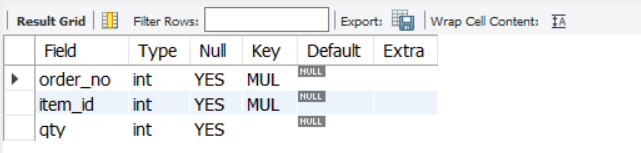 Result Grid Filter Rows: Export: Wrap Cell Content: IA
Field Type Null Key Default Extra
order_no int YES MUL NULL
item_id int YES MUL NULL
qty int YES NULL